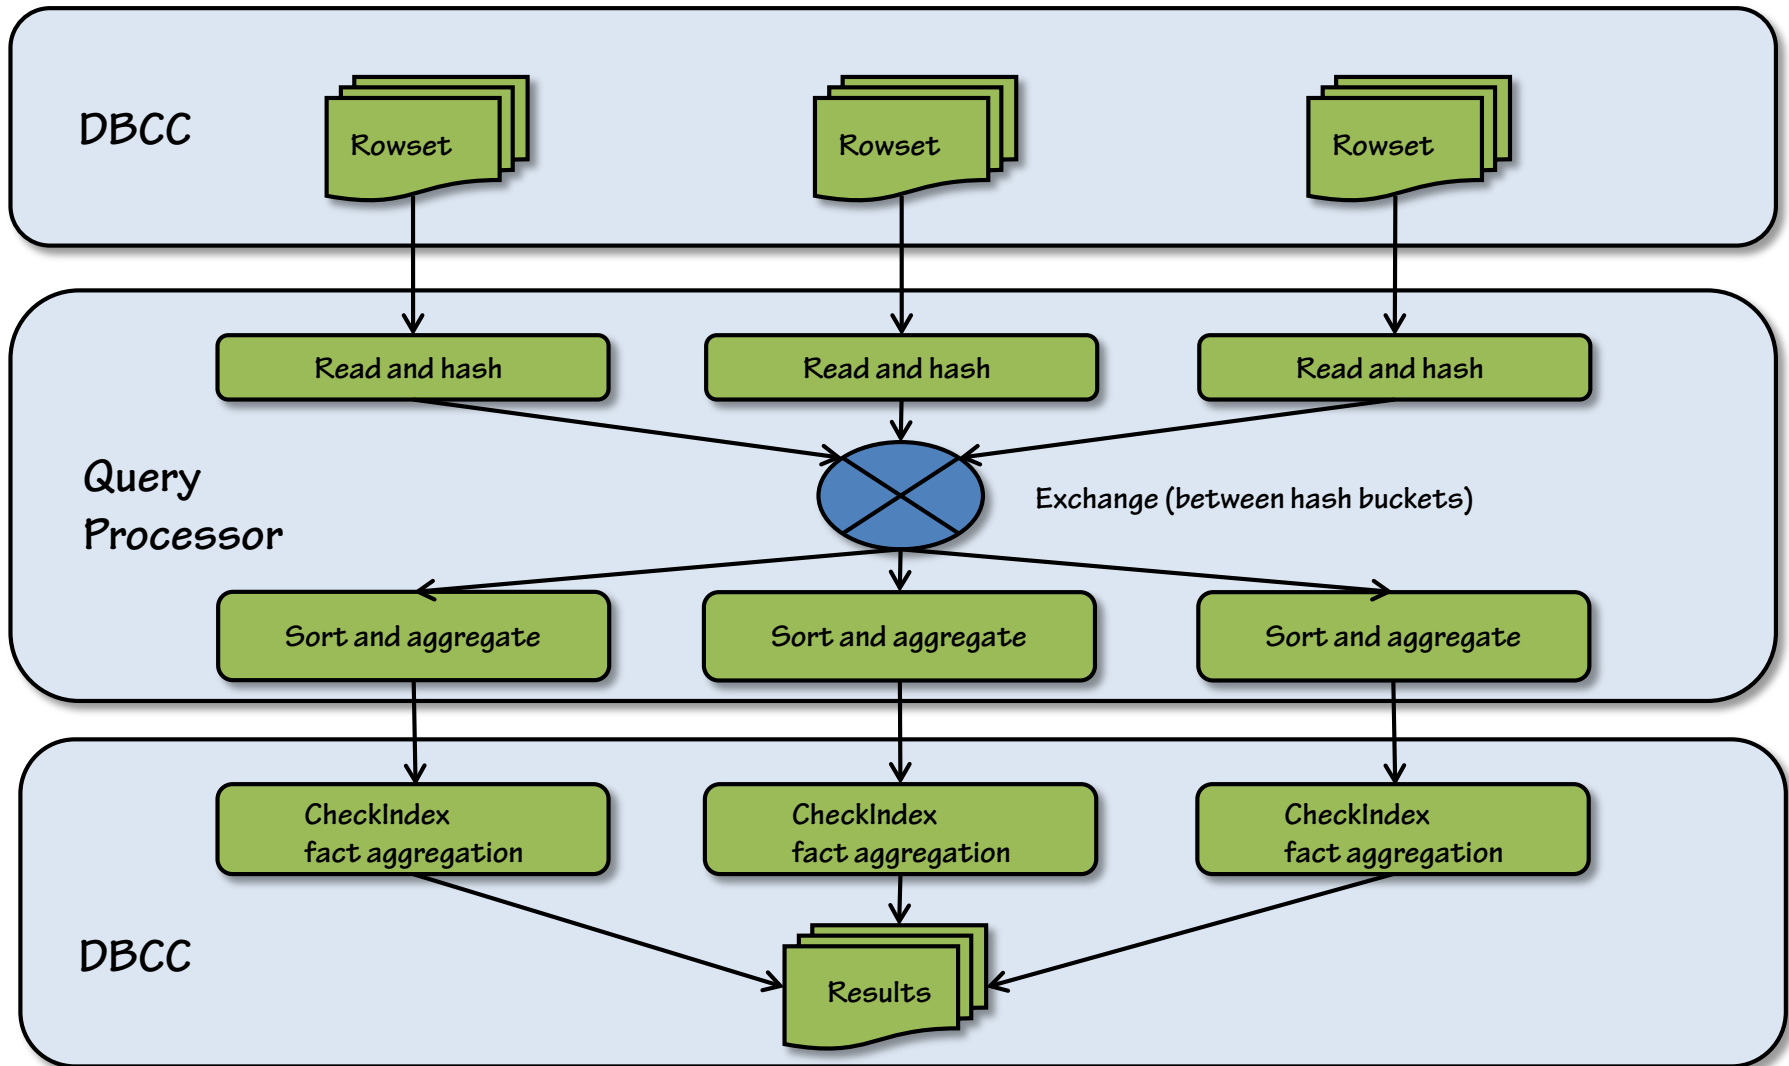 DBCC
Rowset
Rowset
Rowset
Read and hash
Read and hash
Read and hash
Query
Processor
Exchange (between hash buckets)
Sort and aggregate
Sort and aggregate
Sort and aggregate
CheckIndex
fact aggregation
CheckIndex
fact aggregation
CheckIndex
fact aggregation
DBCC
Results